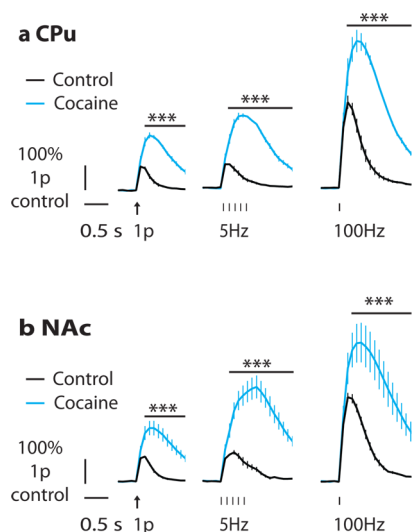 a CPu
***
Control
Cocaine
***
***
100%
1p
control
0.5 s
1p
5Hz
100Hz
b NAc
***
Control
Cocaine
***
***
100%
1p
control
0.5 s
1p
5Hz
100Hz